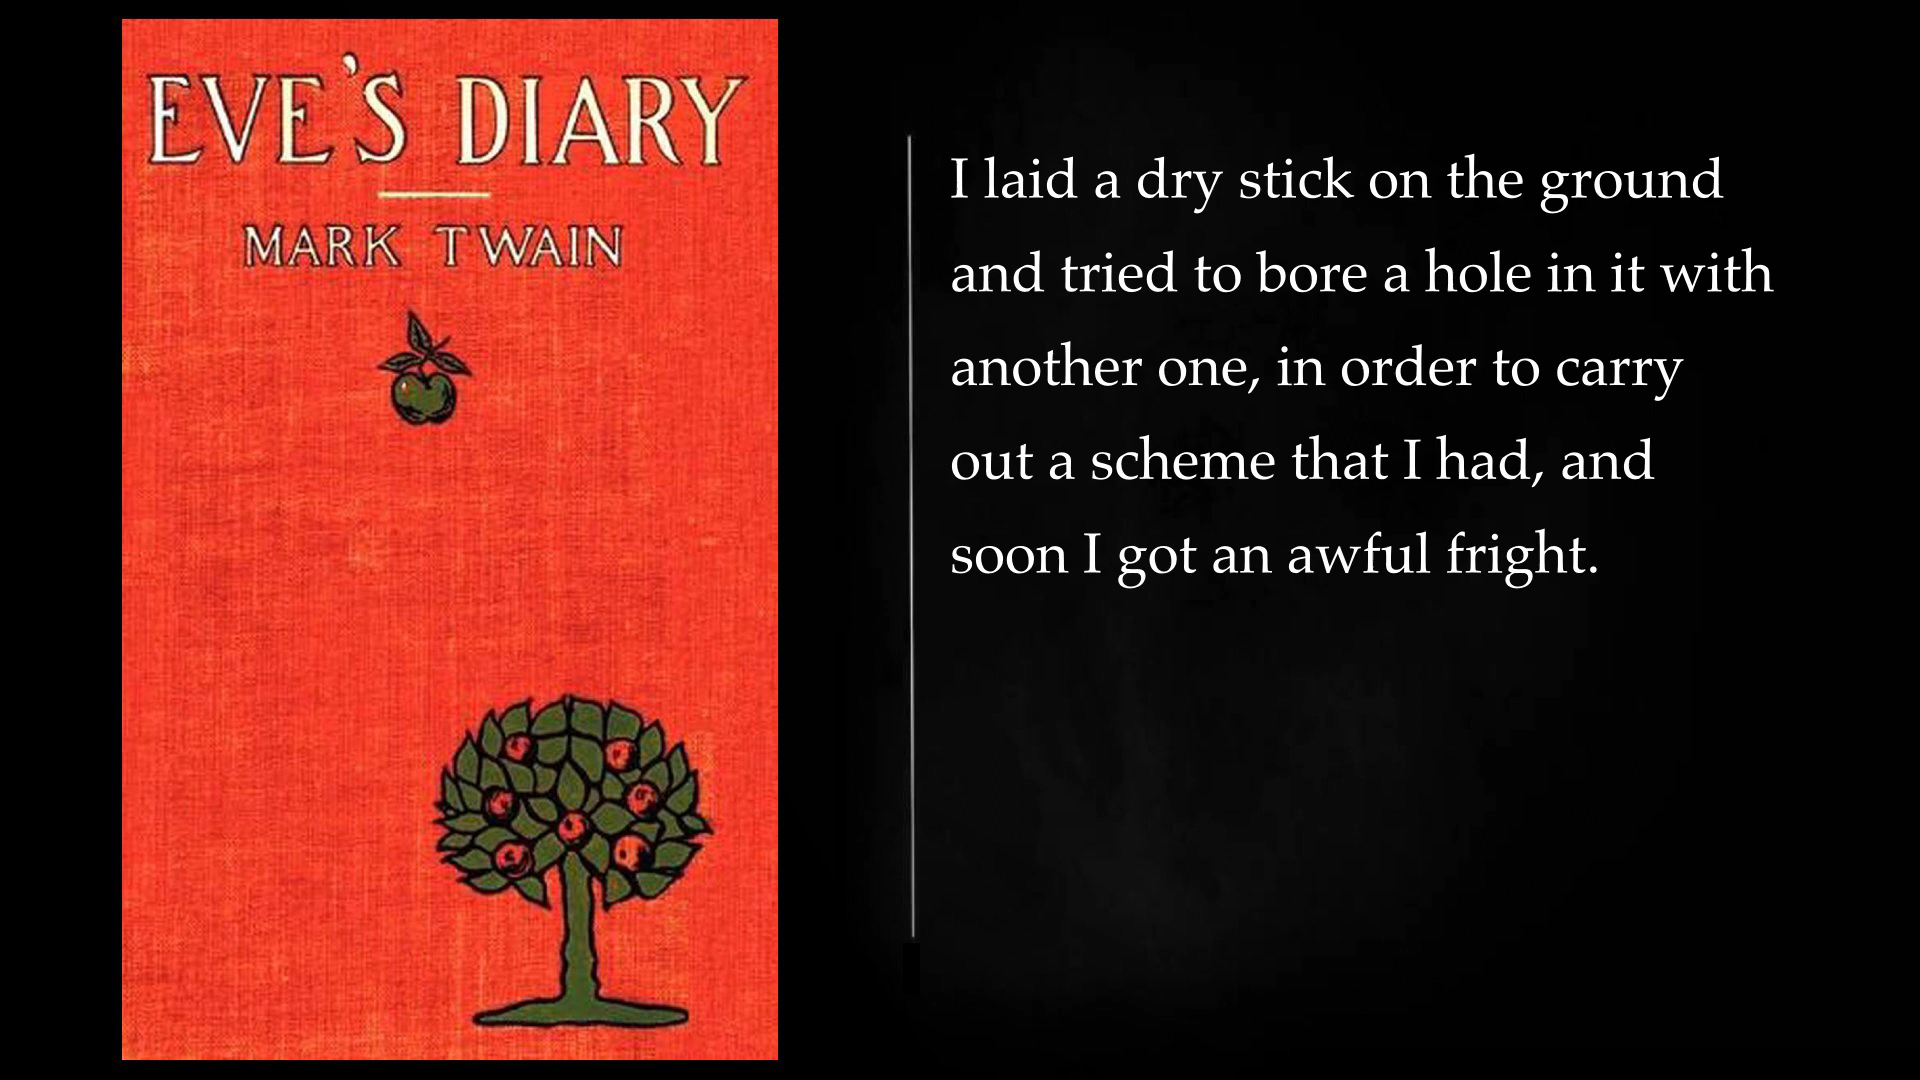 EVE'S DIARY
MARK TWAIN
I laid a dry stick on the ground
and tried to bore a hole in it with
another one, in order to carry
out a scheme that I had, and
soon I got an awful fright.